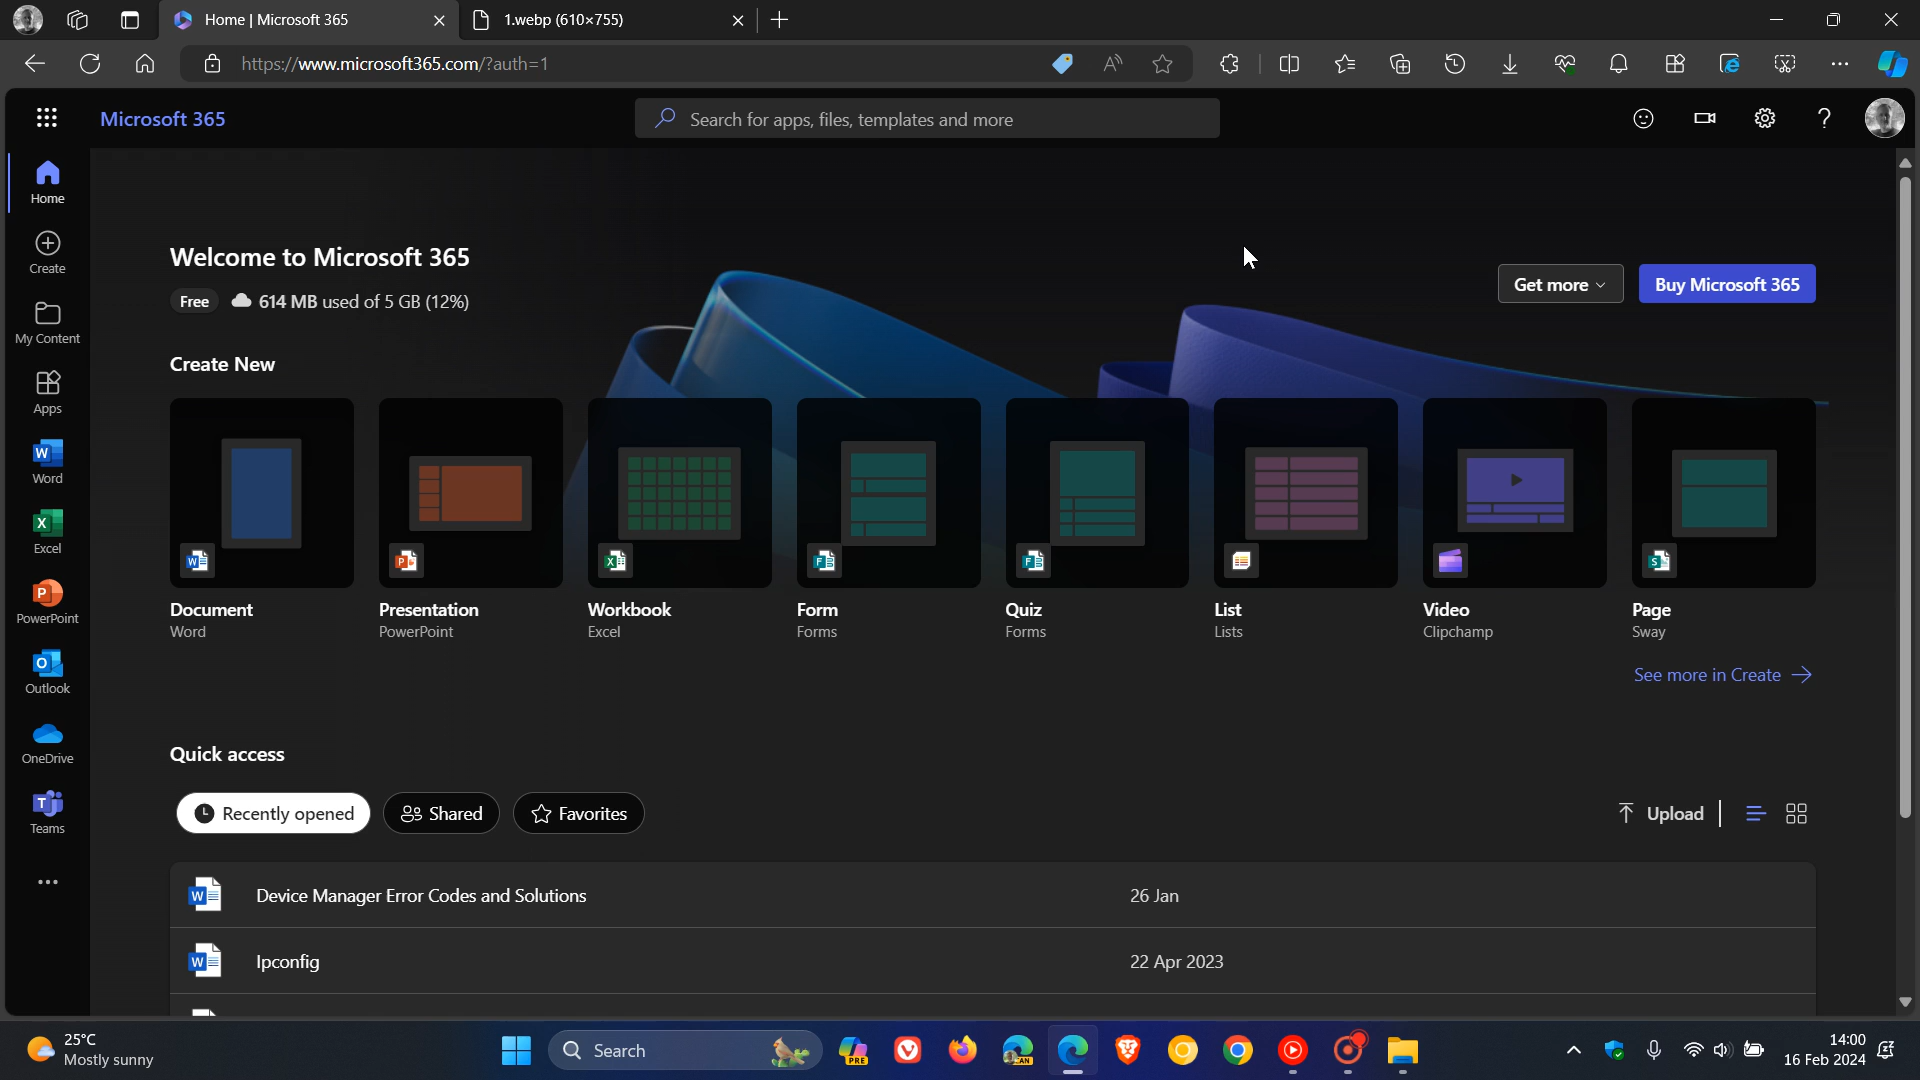 Home | Microsoft 365
1.webp (610×755)
https://www.microsoft365.com/?auth=1
Microsoft 365
Search for apps, files, templates and more
Home
Create
My Content
Apps
Word
Excel
PowerPoint
Outlook
OneDrive
Teams
Welcome to Microsoft 365
Free 614 MB used of 5 GB (12%)
Get more
Buy Microsoft 365
Create New
Document
Word
Presentation
PowerPoint
Workbook
Excel
Form
Forms
Quiz
Forms
List
Lists
Video
Clipchamp
Page
Sway
See more in Create
Quick access
Recently opened
Shared
Favorites
Upload
Device Manager Error Codes and Solutions 26 Jan
Ipconfig 22 Apr 2023
25°C
Mostly sunny
Search
PRE
CAN
14:00
16 Feb 2024